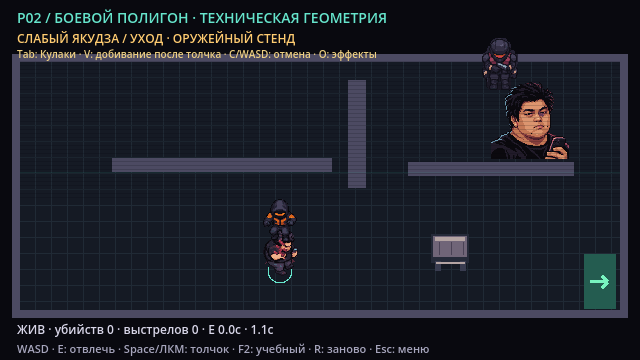 P02 / БОЕВОЙ ПОЛИГОН · ТЕХНИЧЕСКАЯ ГЕОМЕТРИЯ
СЛАБЫЙ ЯКУДЗА / УХОД · ОРУЖЕЙНЫЙ СТЕНД
Tab: Кулаки · V: добивание после толчка · C/WASD: отмена · O: эффекты
ЖИВ · убийств 0 · выстрелов 0 · E 0.0с · 1.1с
WASD · E: отвлечь · Space/ЛКМ: толчок · F2: учебный · R: заново · Esc: меню